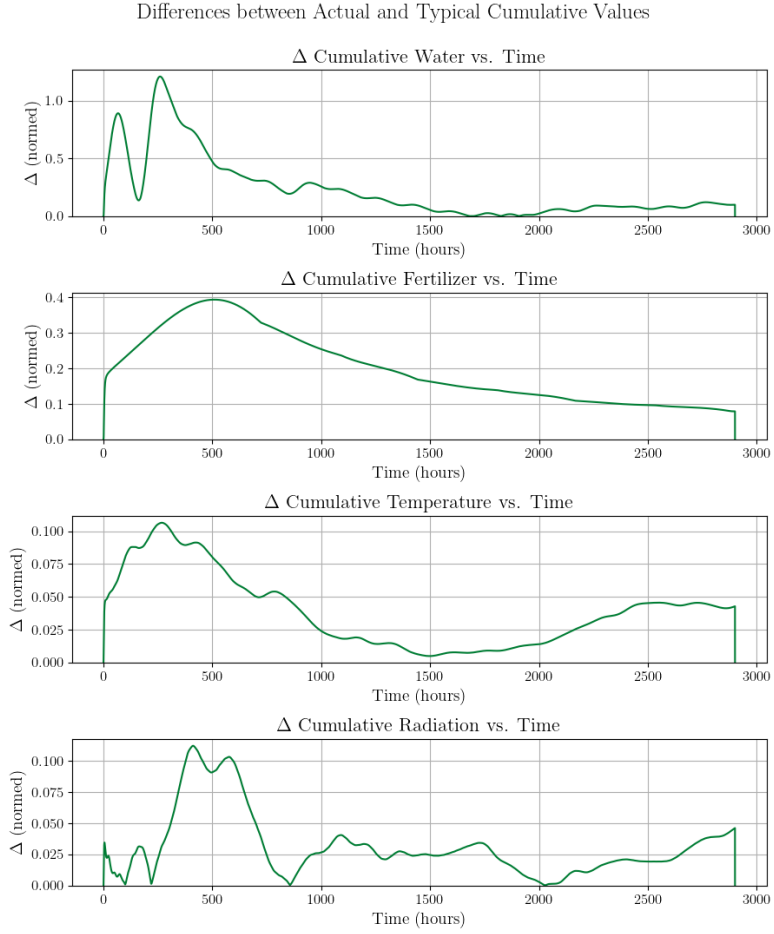 Differences between Actual and Typical Cumulative Values
Δ Cumulative Water vs. Time
Δ (normed)
1.0
0.5
0.0
0 500 1000 1500 2000 2500 3000
Time (hours)
Δ Cumulative Fertilizer vs. Time
Δ (normed)
0.4
0.3
0.2
0.1
0.0
0 500 1000 1500 2000 2500 3000
Time (hours)
Δ Cumulative Temperature vs. Time
Δ (normed)
0.100
0.075
0.050
0.025
0.000
0 500 1000 1500 2000 2500 3000
Time (hours)
Δ Cumulative Radiation vs. Time
Δ (normed)
0.100
0.075
0.050
0.025
0.000
0 500 1000 1500 2000 2500 3000
Time (hours)